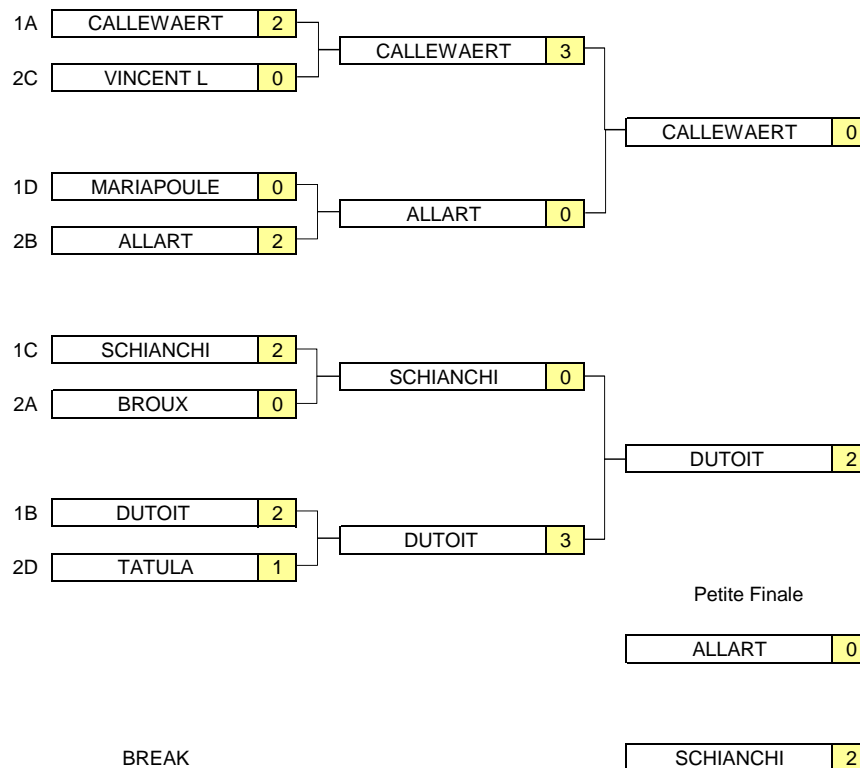 1A CALLEWAERT 2
CALLEWAERT 3
2C VINCENT L 0
CALLEWAERT 0
1D MARIAPOULE 0
ALLART 0
2B ALLART 2
1C SCHIANCHI 2
SCHIANCHI 0
2A BROUX 0
DUTOIT 2
1B DUTOIT 2
DUTOIT 3
2D TATULA 1
Petite Finale
ALLART 0
BREAK
SCHIANCHI 2